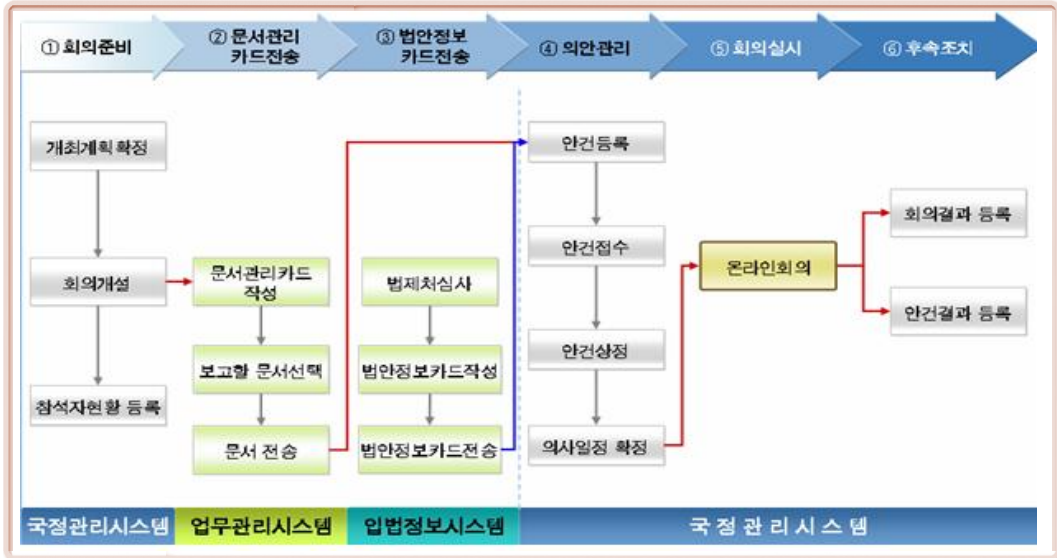 ① 회의준비
② 문서관리
카드전송
③ 법안정보
카드전송
④ 의안관리
⑤ 회의실시
⑥ 후속조치
개최계획확정
회의개설
참석자현황 등록
문서관리카드
작성
보고할 문서선택
문서 전송
법제처심사
법안정보카드작성
법안정보카드전송
안건등록
안건접수
안건상정
의사일정 확정
온라인회의
회의결과 등록
안건결과 등록
국정관리시스템
업무관리시스템
입법정보시스템
국정관리시스템